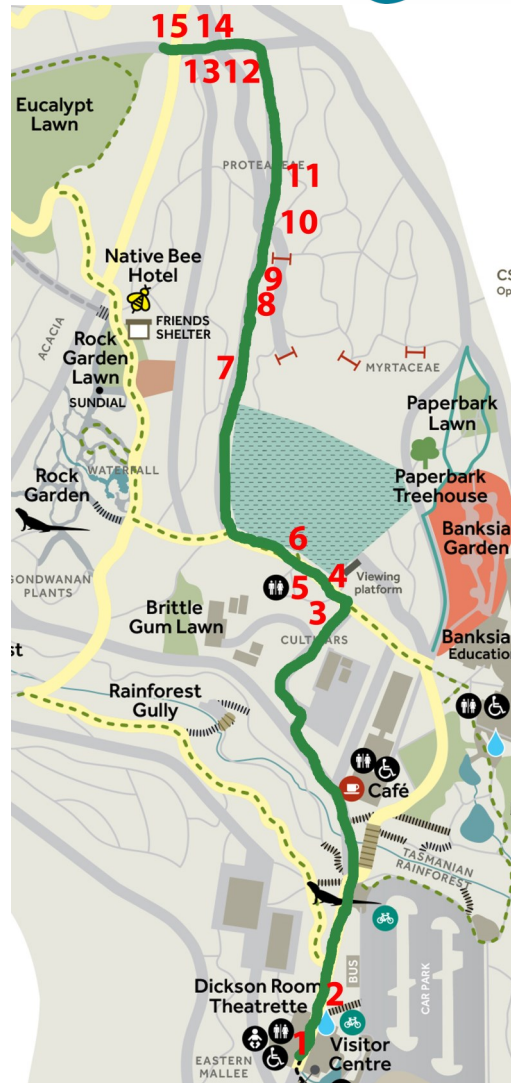 15 14
13 12
Eucalypt
Lawn
PROTEACEAE
11
10
Native Bee
Hotel
9
8
CS
Op
FRIENDS
SHELTER
ACACIA
Rock
Garden
Lawn
SUNDIAL
7
MYRTACEAE
Paperbark
Lawn
WATERFALL
Rock
Garden
Paperbark
Treehouse
Banksia
Garden
6
5
4
3
Viewing
platform
GONDWANAN
PLANTS
Brittle
Gum Lawn
CULTIVARS
st
Banksia
Education
Rainforest
Gully
Café
TASMANIAN
RAINFOREST
BUS
CAR PARK
Dickson Room
Theatrette
2
1
Visitor
Centre
EASTERN
MALLEE